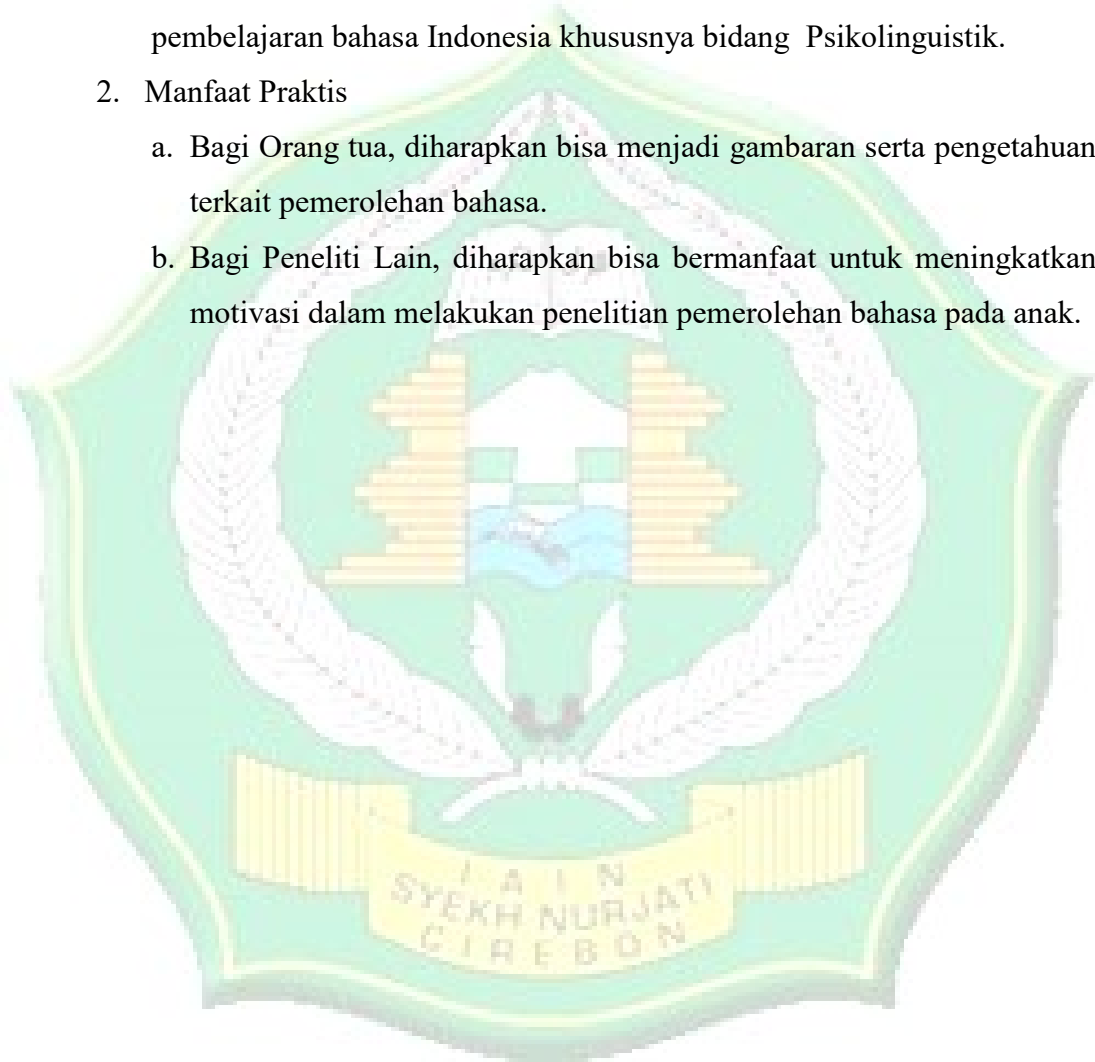 pembelajaran bahasa Indonesia khususnya bidang Psikolinguistik.
2. Manfaat Praktis
a. Bagi Orang tua, diharapkan bisa menjadi gambaran serta pengetahuan
terkait pemerolehan bahasa.
b. Bagi Peneliti Lain, diharapkan bisa bermanfaat untuk meningkatkan
motivasi dalam melakukan penelitian pemerolehan bahasa pada anak.
IAIN
SYEKH NURJATI
CIREBON